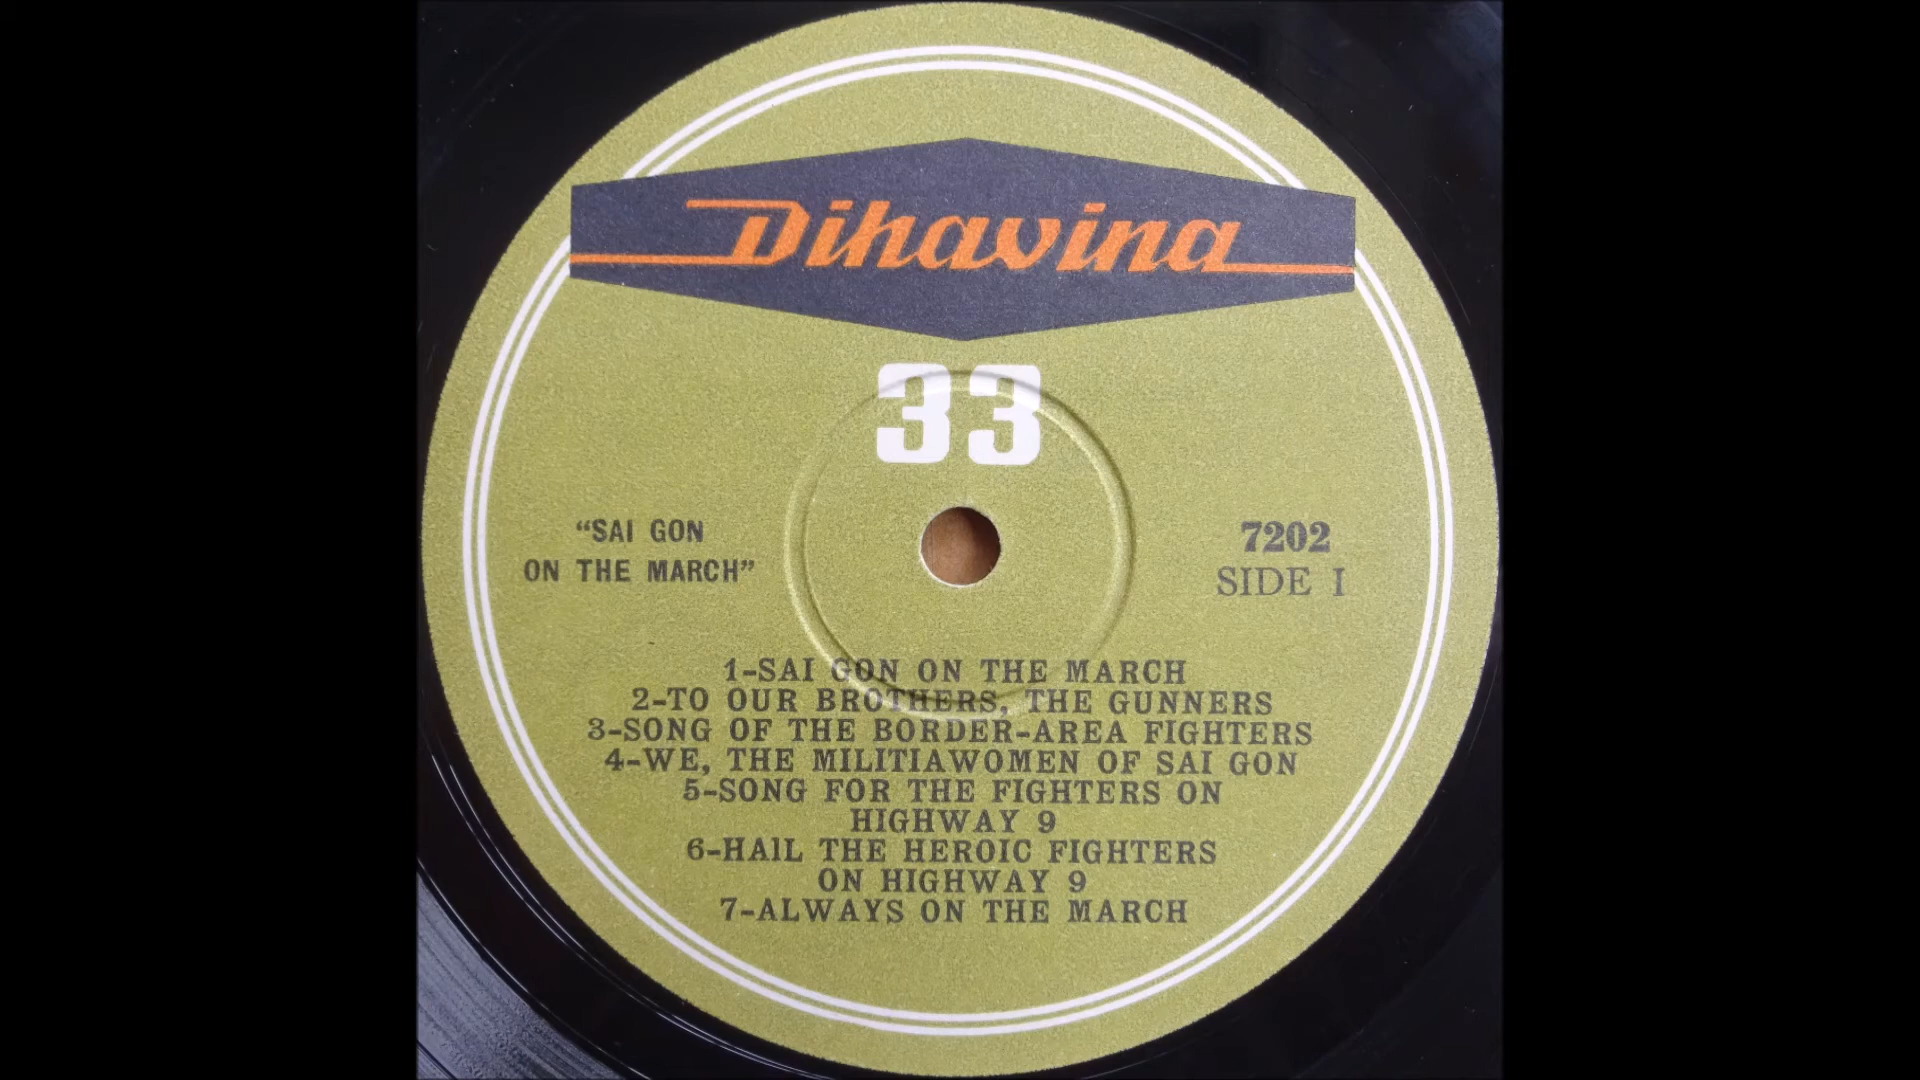 Dihavina
33
“SAI GON
ON THE MARCH”
7202
SIDE I
1-SAI GON ON THE MARCH
2-TO OUR BROTHERS, THE GUNNERS
3-SONG OF THE BORDER-AREA FIGHTERS
4-WE, THE MILITIAWOMEN OF SAI GON
5-SONG FOR THE FIGHTERS ON
HIGHWAY 9
6-HA1L THE HEROIC FIGHTERS
ON HIGHWAY 9
7-ALWAYS ON THE MARCH